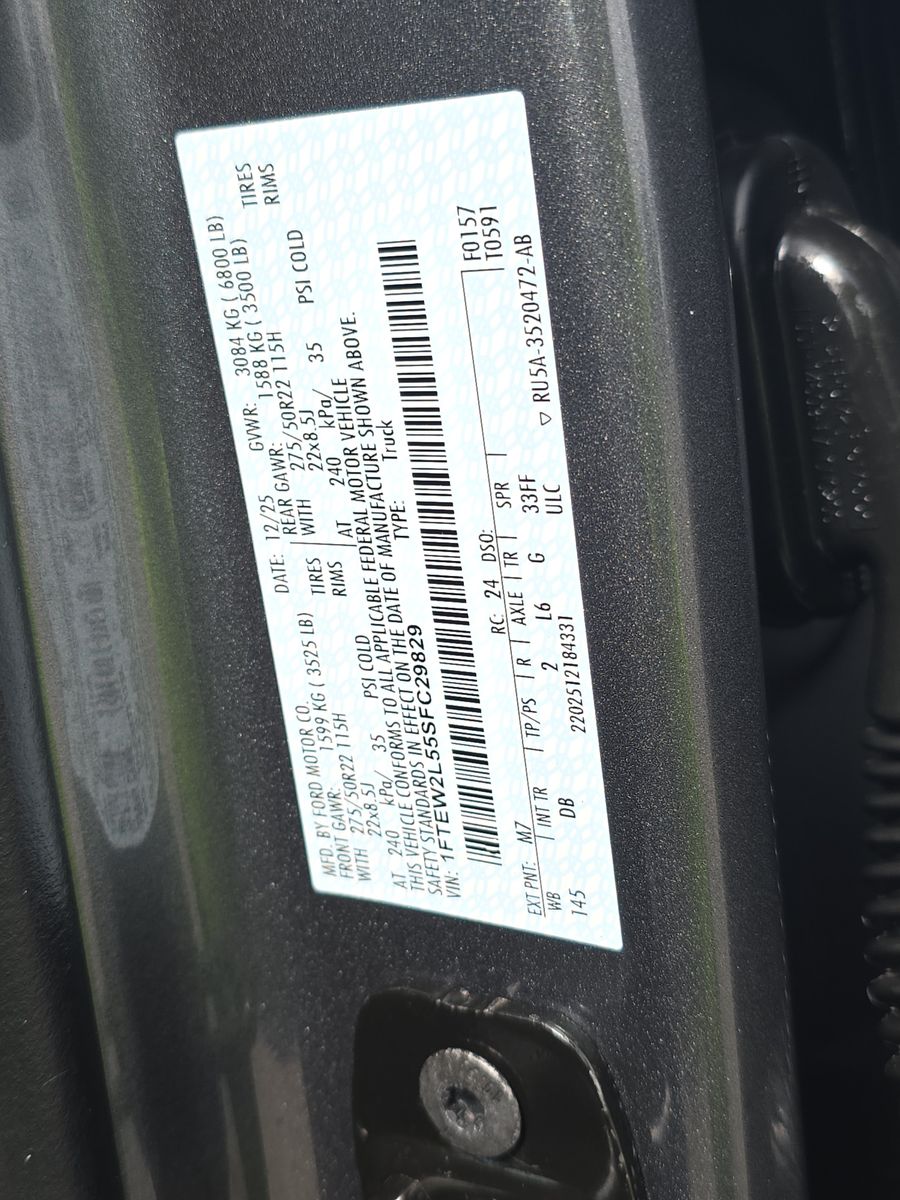 MFD. BY FORD MOTOR CO.
DATE: 12/25 GVWR: 3084 KG ( 6800 LB)
FRONT GAWR: 1599 KG ( 3525 LB) REAR GAWR: 1588 KG ( 3500 LB)
WITH 275/50R22 115H TIRES WITH 275/50R22 115H TIRES
22x8.5J RIMS 22x8.5J RIMS
AT 240 kPa/ 35 PSI COLD AT 240 kPa/ 35 PSI COLD
THIS VEHICLE CONFORMS TO ALL APPLICABLE FEDERAL MOTOR VEHICLE
SAFETY STANDARDS IN EFFECT ON THE DATE OF MANUFACTURE SHOWN ABOVE.
VIN: 1FTEW2L55SFC29829 TYPE: Truck
F0157
EXT PNT: M7 RC: 24 DSO: T0591
WB INT TR TP/PS R AXLE TR SPR
145 DB 2 L6 G 33FF
2202512184331 ULC ▽ RU5A-3520472-AB